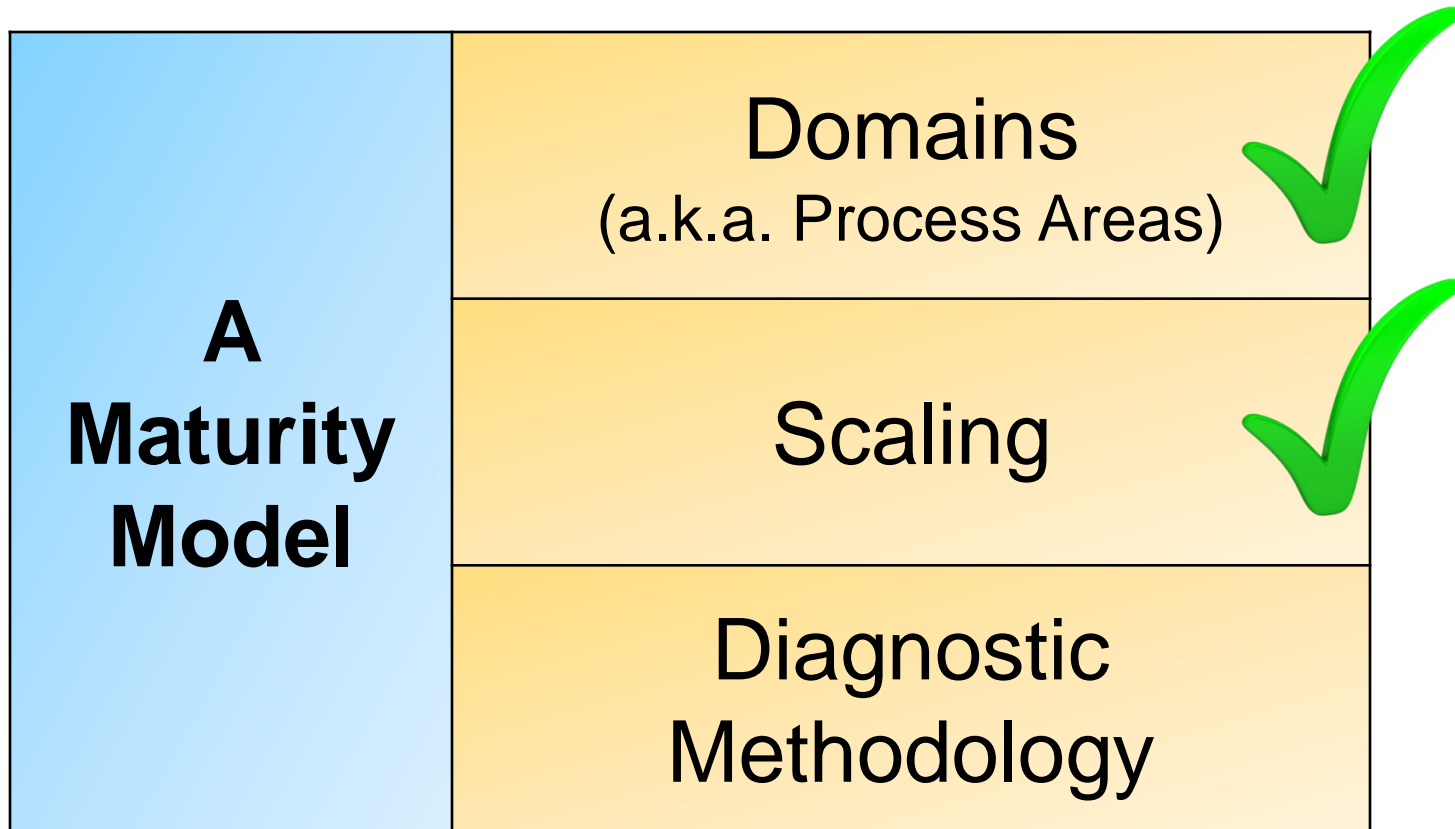 A
Maturity
Model
Domains
(a.k.a. Process Areas)
Scaling
Diagnostic
Methodology